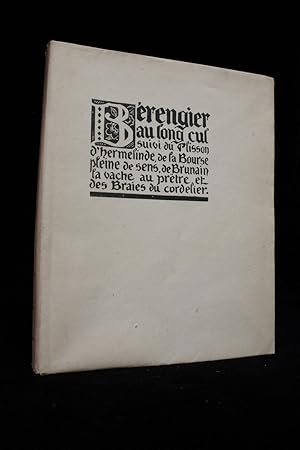 Bérengier
au long cul
suivi du Plisson
d'hermelinde, de la Bourse
pleine de sens, de Brunain
la vache au prêtre et
des Braies du cordelier.